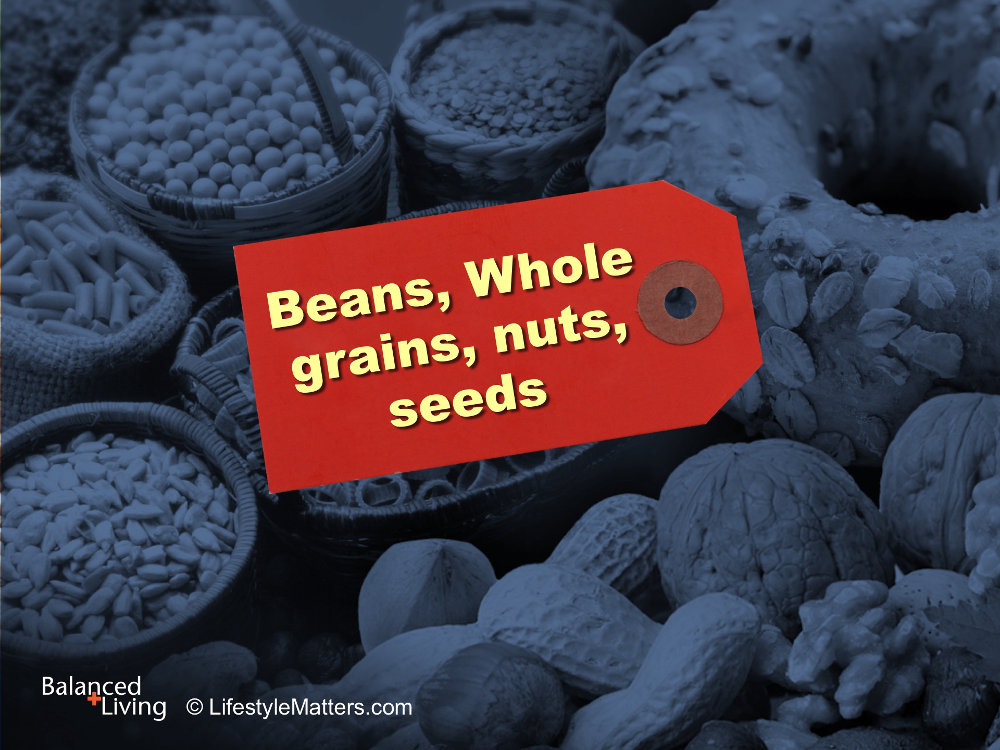 Beans, Whole
grains, nuts,
seeds
Balanced
Living
© LifestyleMatters.com